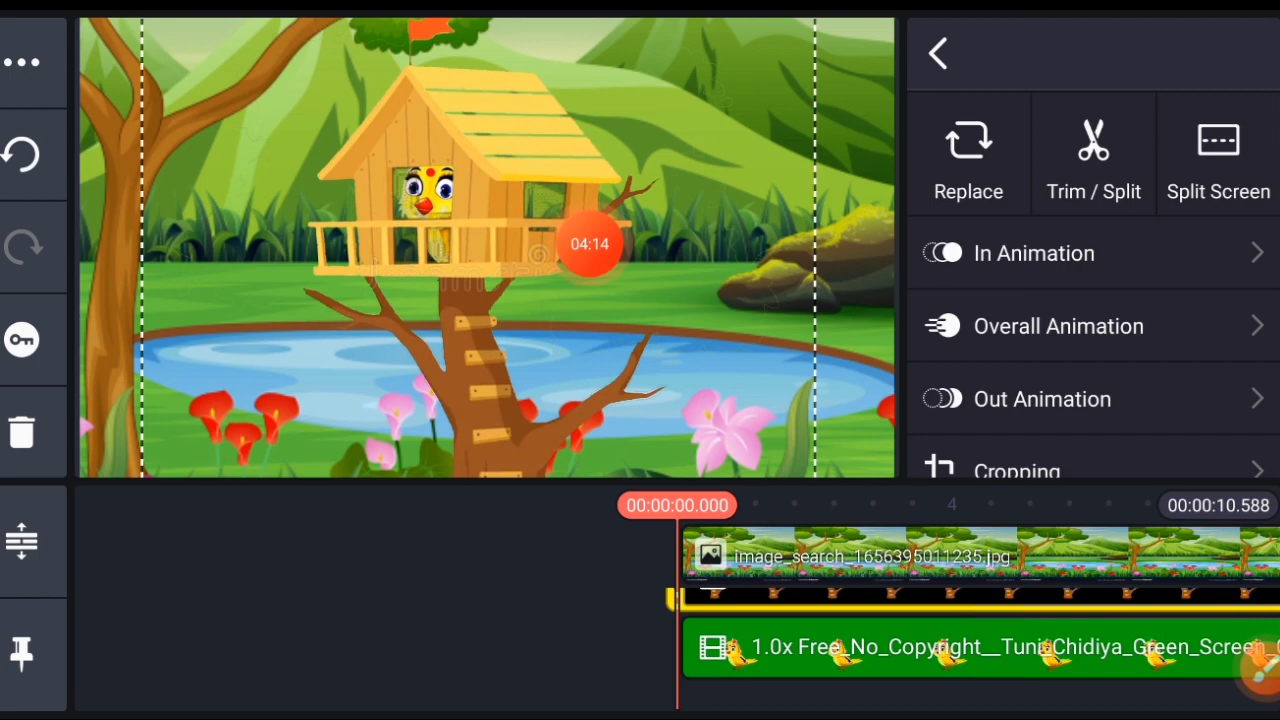 Replace
Trim / Split
Split Screen
04:14
In Animation
Overall Animation
Out Animation
Cropping
00:00:00.000
4
00:00:10.588
image_search_1656395011235.jpg
1.0x Free_No_Copyright__Tuni_Chidiya_Green_Screen_